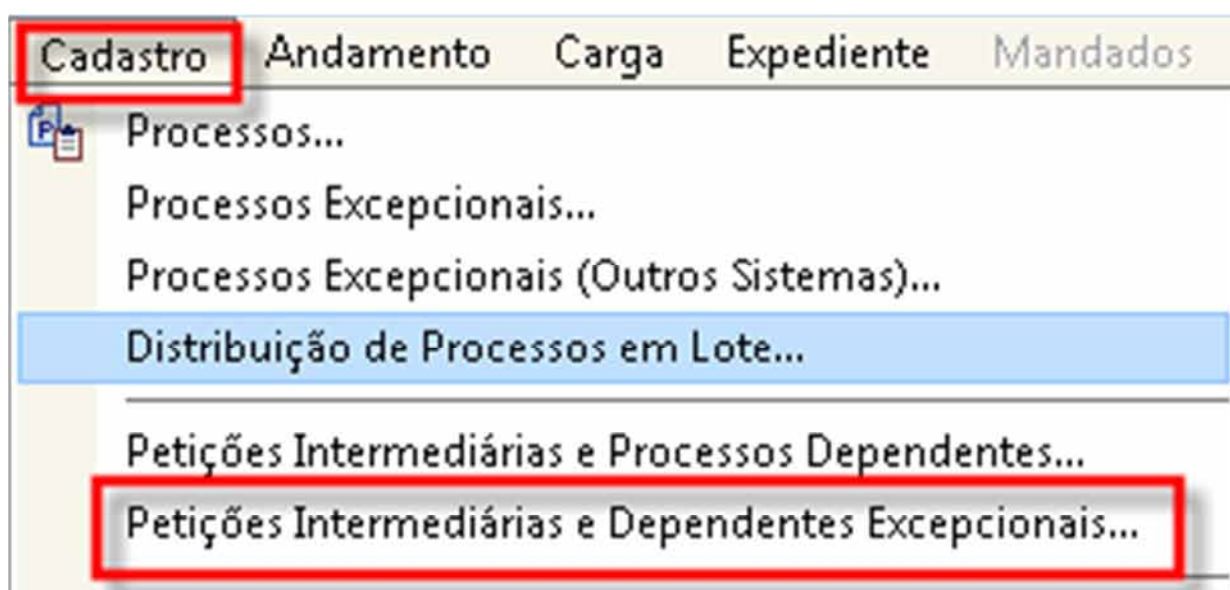 Cadastro Andamento Carga Expediente Mandados
Processos...
Processos Excepcionais...
Processos Excepcionais (Outros Sistemas)...
Distribuição de Processos em Lote...
Petições Intermediárias e Processos Dependentes...
Petições Intermediárias e Dependentes Excepcionais...